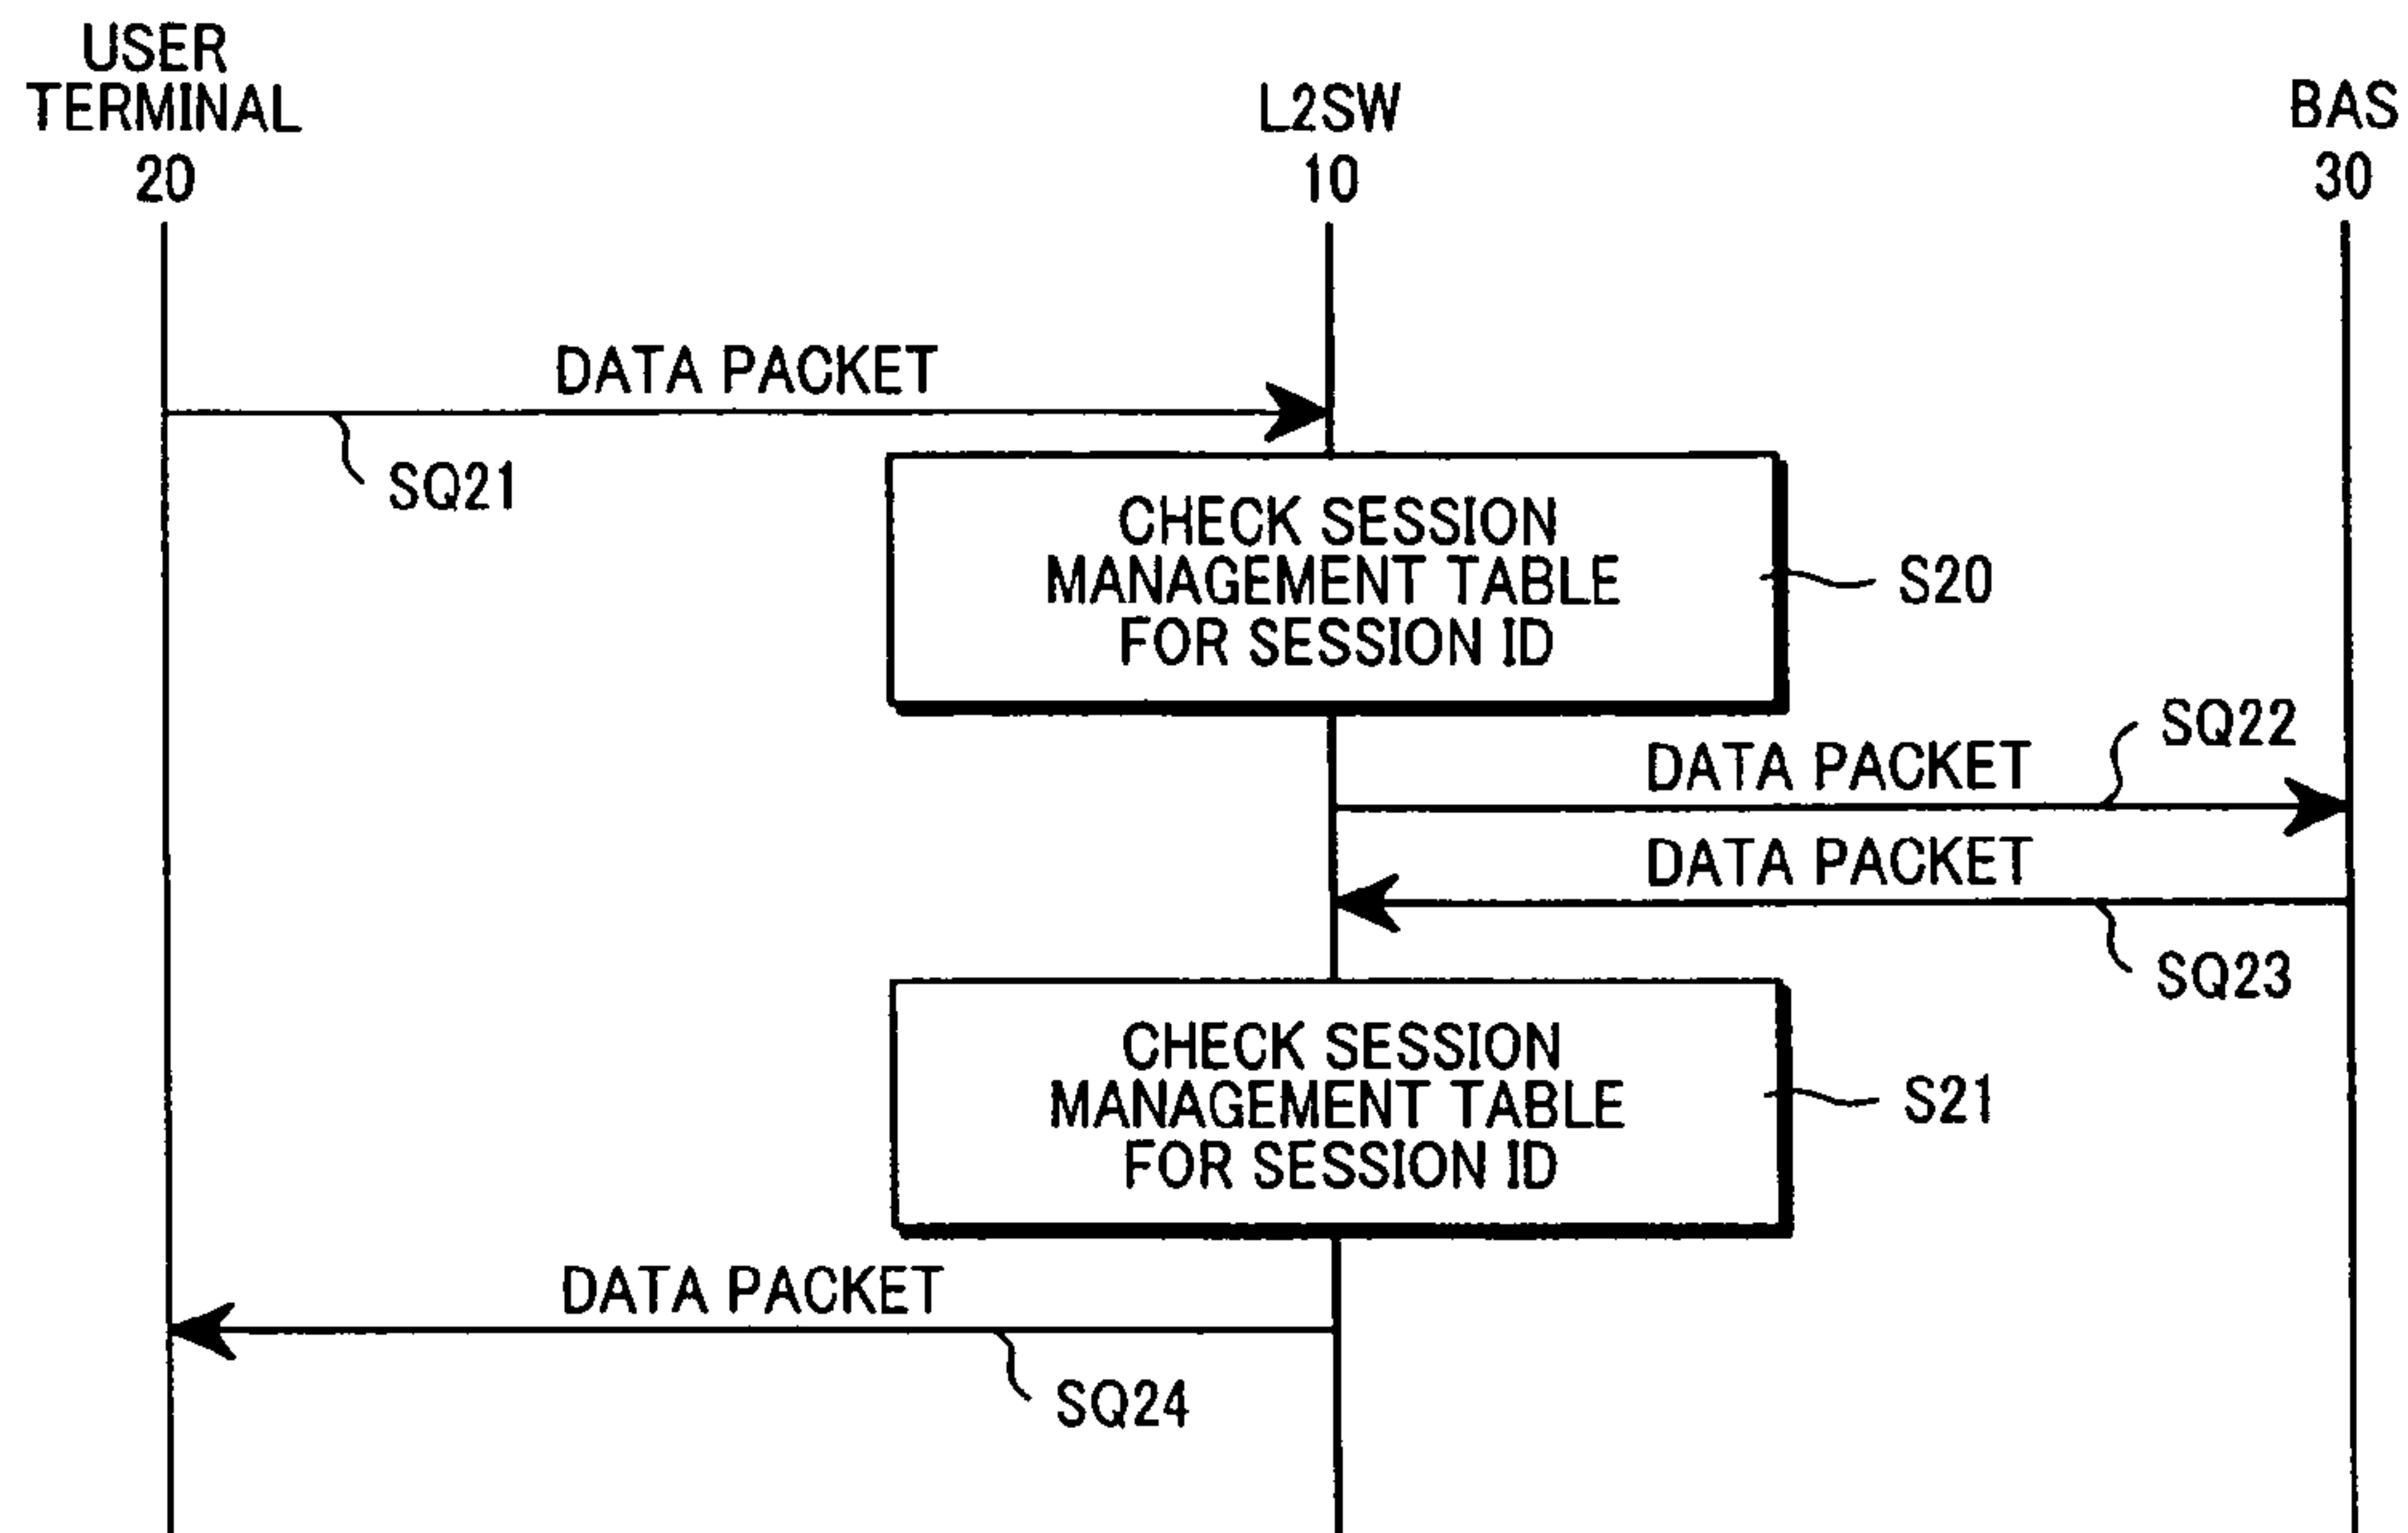 USER
TERMINAL
20
L2SW
10
BAS
30
DATA PACKET
SQ21
CHECK SESSION
MANAGEMENT TABLE
FOR SESSION ID
S20
SQ22
DATA PACKET
DATA PACKET
SQ23
CHECK SESSION
MANAGEMENT TABLE
FOR SESSION ID
S21
DATA PACKET
SQ24